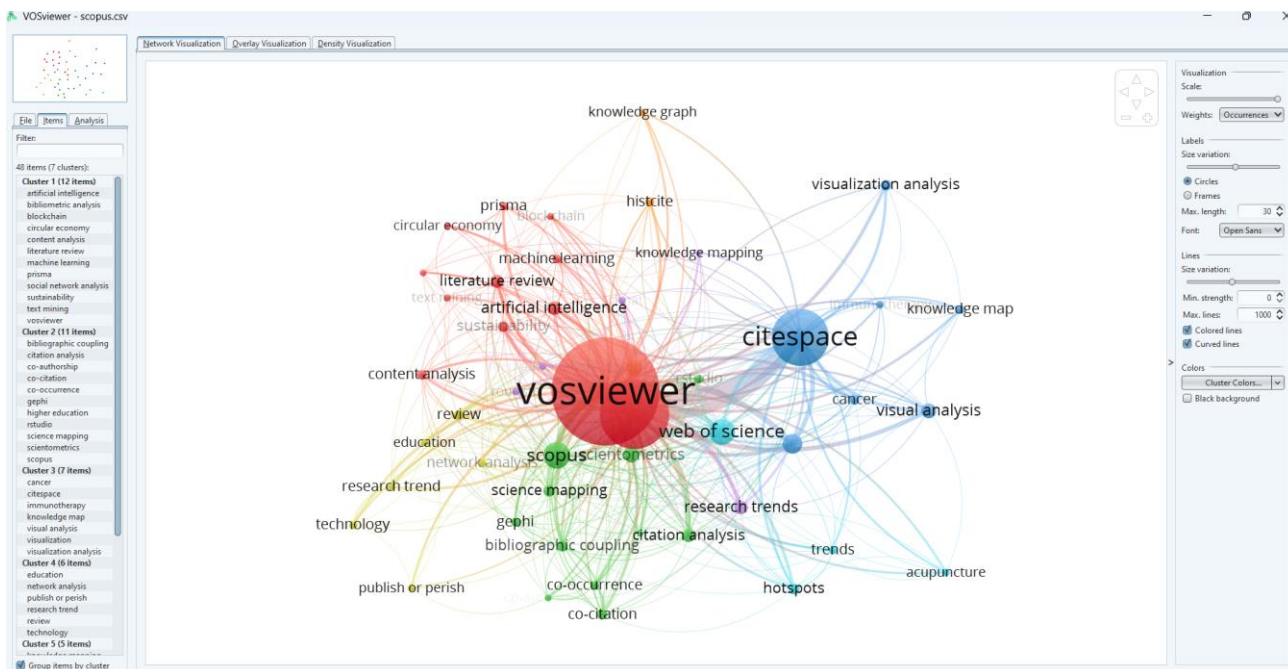 VOSviewer - scopus.csv
File Items Analysis
Filter:
48 items (7 clusters):
Cluster 1 (12 items)
artificial intelligence
bibliometric analysis
blockchain
circular economy
content analysis
literature review
machine learning
prisma
social network analysis
sustainability
text mining
vosviewer
Cluster 2 (11 items)
bibliographic coupling
citation analysis
co-authorship
co-citation
co-occurrence
gephi
higher education
rstudio
science mapping
scientometrics
scopus
Cluster 3 (7 items)
cancer
citespace
immunotherapy
knowledge map
visual analysis
visualization
visualization analysis
Cluster 4 (6 items)
education
network analysis
publish or perish
research trend
review
technology
Cluster 5 (5 items)
knowledge mapping
Group items by cluster
Network Visualization Overlay Visualization Density Visualization
knowledge graph
visualization analysis
prisma
histcite
blockchain
circular economy
knowledge mapping
machine learning
literature review
text mining
artificial intelligence
knowledge map
sustainability
citespace
content analysis
rstudio
vosviewer
cancer
review
visual analysis
web of science
education
scopus
scientometrics
network analysis
research trend
science mapping
research trends
technology
gephi
citation analysis
bibliographic coupling
trends
acupuncture
publish or perish
co-occurrence
hotspots
co-citation
Visualization
Scale:
Weights: Occurrences
Labels
Size variation:
Circles
Frames
Max. length: 30
Font: Open Sans
Lines
Size variation:
Min. strength: 0
Max. lines: 1000
Colored lines
Curved lines
Colors
Cluster Colors...
Black background